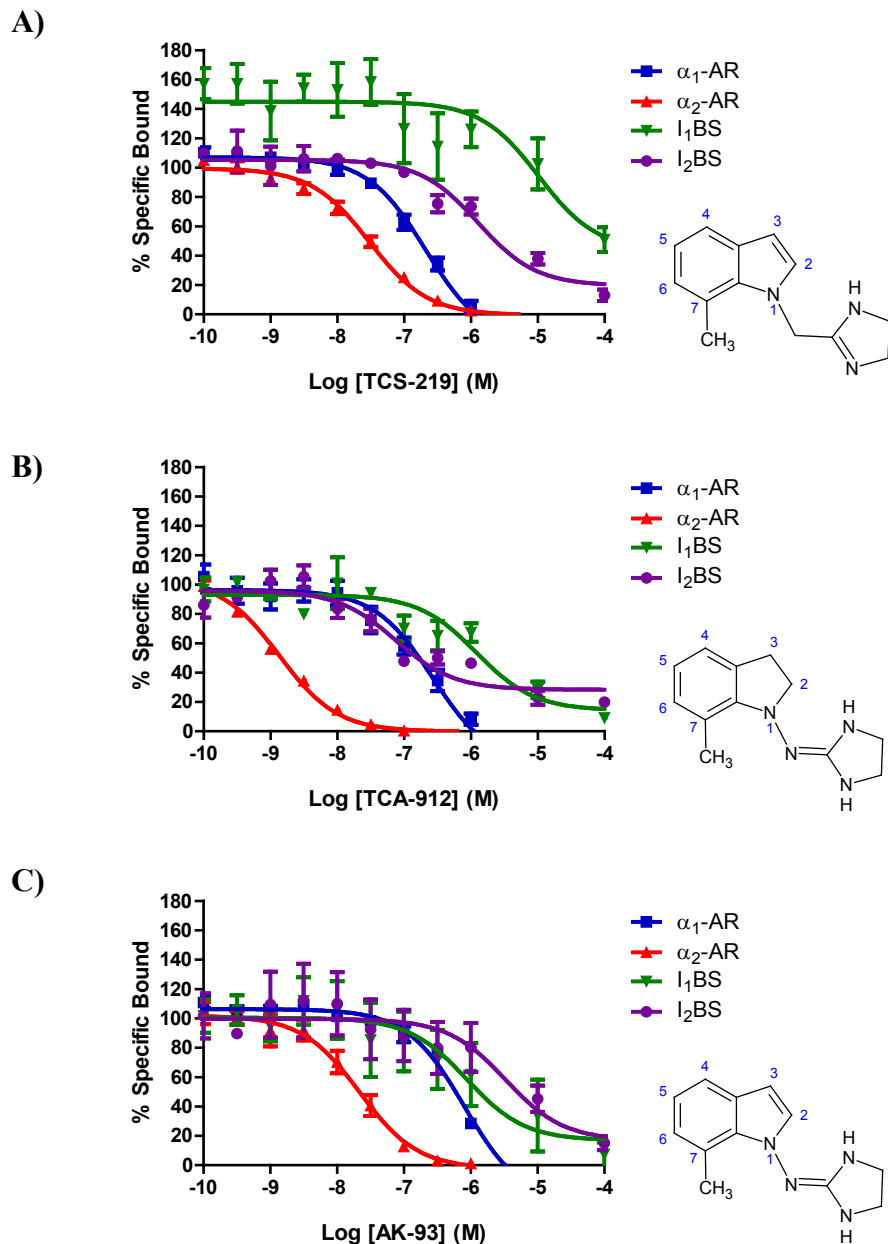 A)
% Specific Bound
180
160
140
120
100
80
60
40
20
0
-10 -9 -8 -7 -6 -5 -4
Log [TCS-219] (M)
α1-AR
α2-AR
I1BS
I2BS
4
3
5
2
6
7
1
N
CH3
H
N
N
B)
% Specific Bound
180
160
140
120
100
80
60
40
20
0
-10 -9 -8 -7 -6 -5 -4
Log [TCA-912] (M)
α1-AR
α2-AR
I1BS
I2BS
4
3
5
2
6
7
1
N
CH3
N
H
N
N
H
C)
% Specific Bound
180
160
140
120
100
80
60
40
20
0
-10 -9 -8 -7 -6 -5 -4
Log [AK-93] (M)
α1-AR
α2-AR
I1BS
I2BS
4
3
5
2
6
7
1
N
CH3
N
H
N
N
H